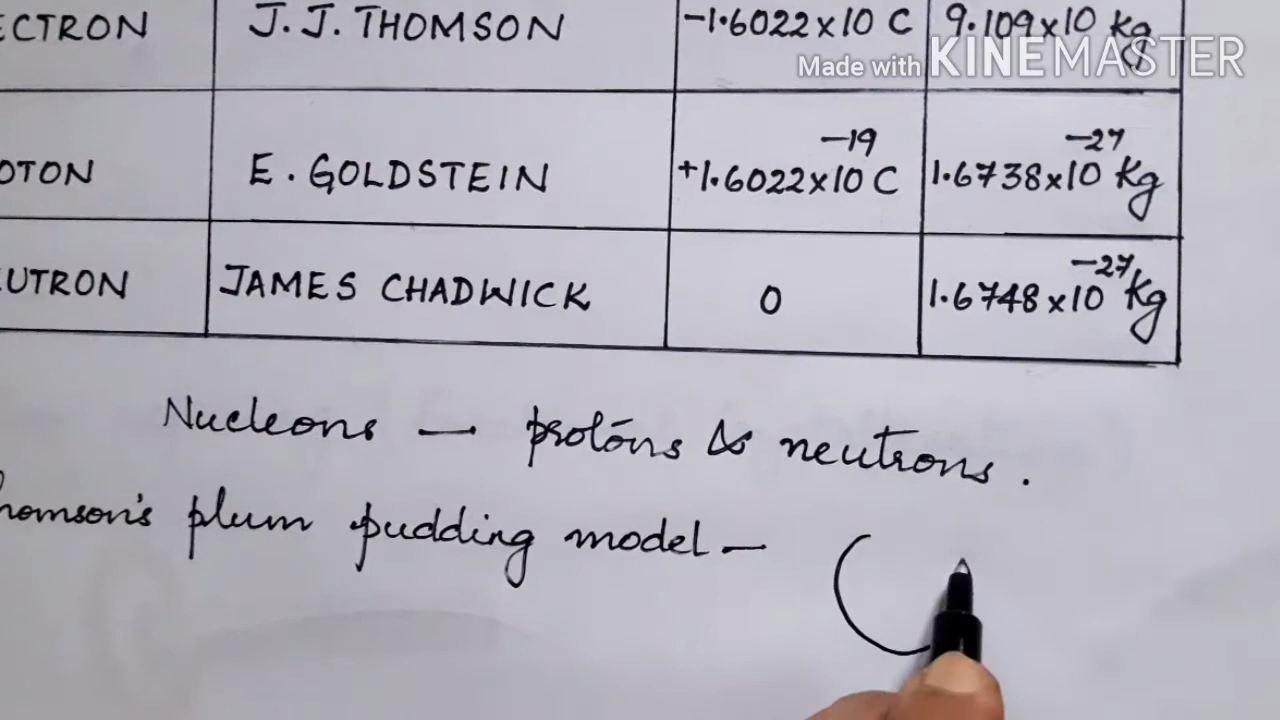 ECTRON J. J. THOMSON -1.6022x10 C 9.109x10 Kg
Made with KINEMASTER
OTON E. GOLDSTEIN +1.6022x10⁻¹⁹ C 1.6738x10⁻²⁷ Kg
EUTRON JAMES CHADWICK 0 1.6748x10⁻²⁷ Kg
Nucleons — protons & neutrons.
homson's plum pudding model —